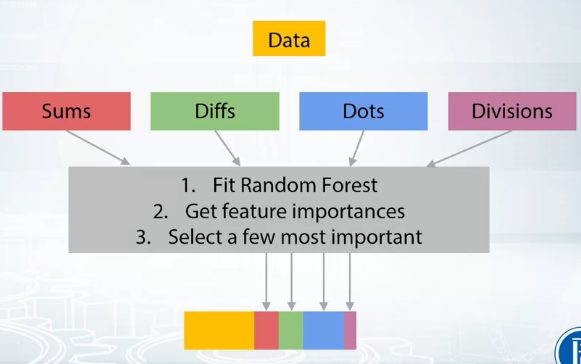 Data
Sums
Diffs
Dots
Divisions
1. Fit Random Forest
2. Get feature importances
3. Select a few most important